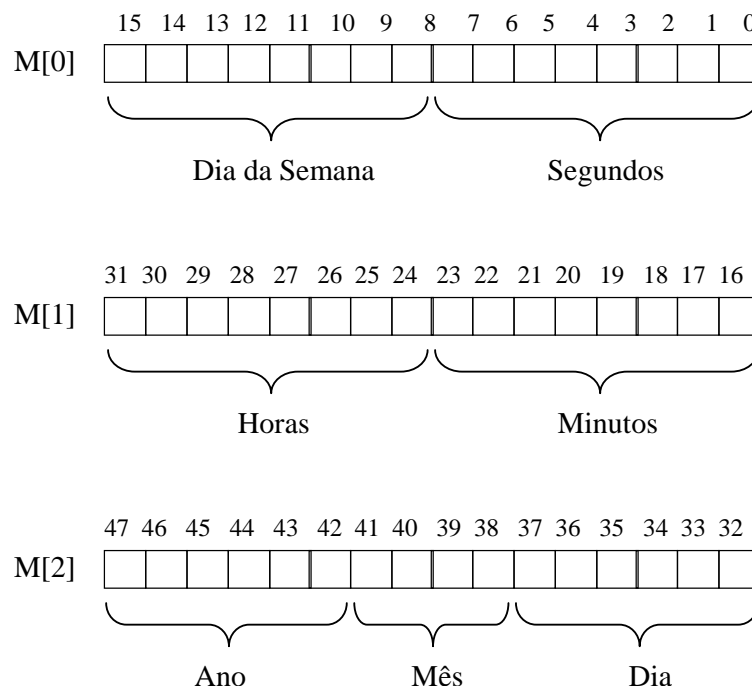 15 14 13 12 11 10 9 8 7 6 5 4 3 2 1 0
M[0]
Dia da Semana Segundos
31 30 29 28 27 26 25 24 23 22 21 20 19 18 17 16
M[1]
Horas Minutos
47 46 45 44 43 42 41 40 39 38 37 36 35 34 33 32
M[2]
Ano Mês Dia